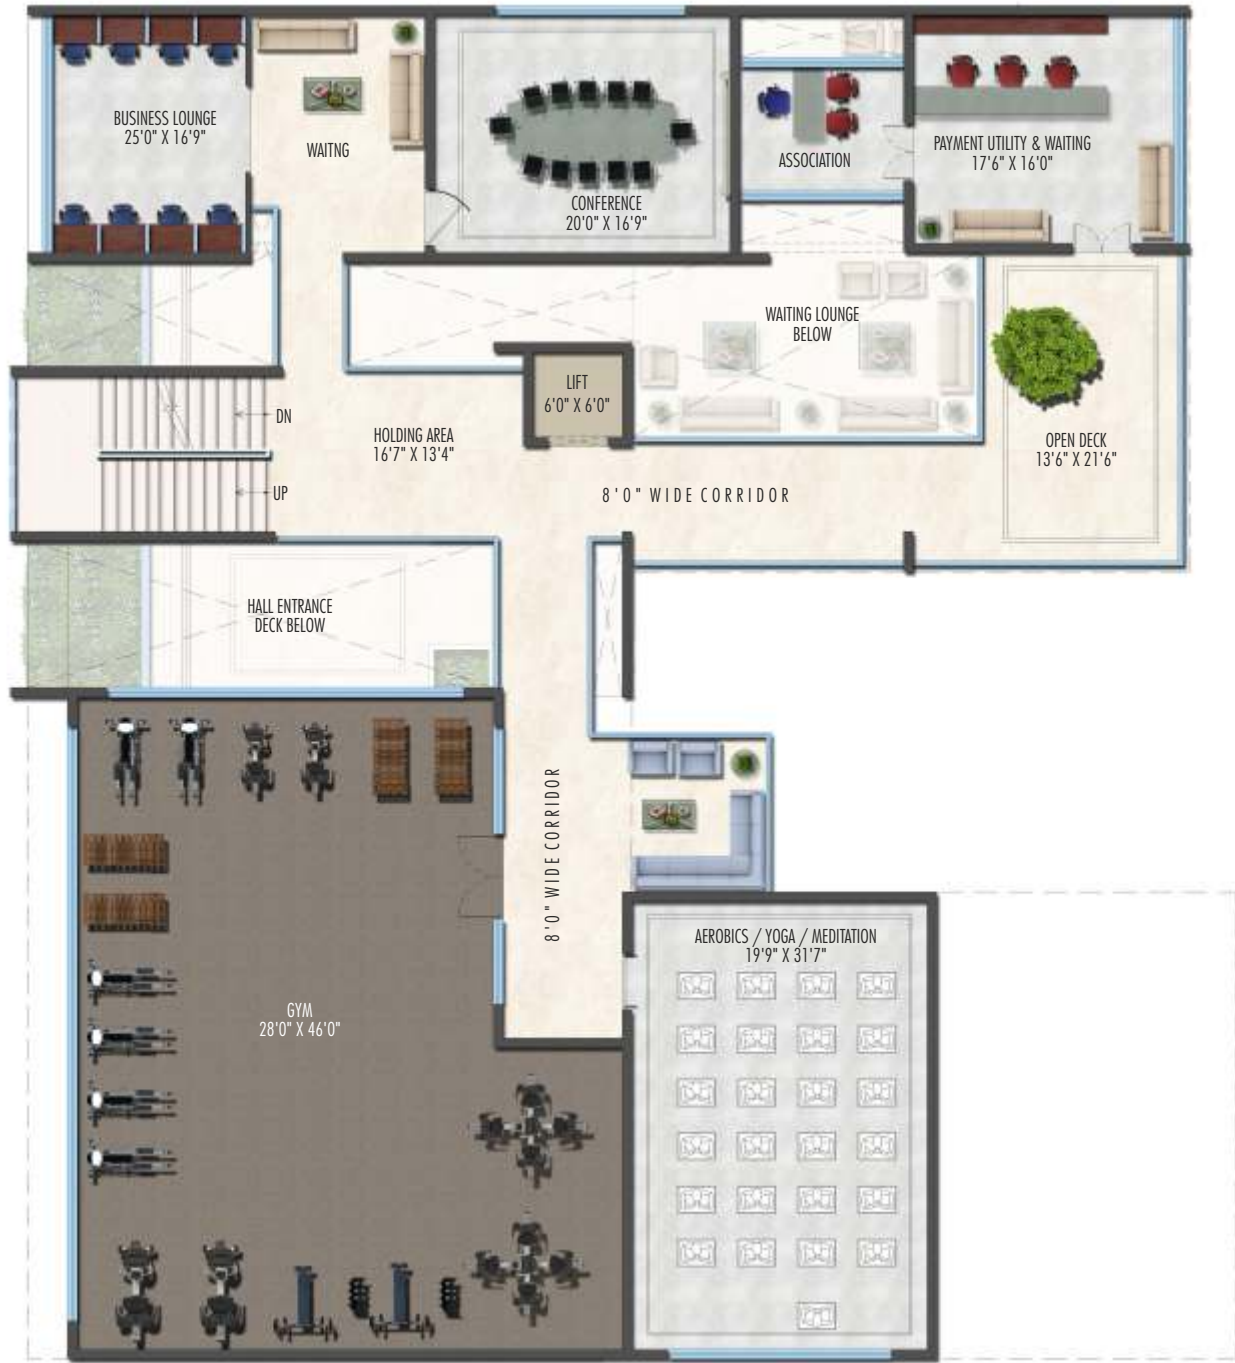 BUSINESS LOUNGE
25'0" X 16'9"
WAITNG
CONFERENCE
20'0" X 16'9"
ASSOCIATION
PAYMENT UTILITY & WAITING
17'6" X 16'0"
WAITING LOUNGE
BELOW
LIFT
6'0" X 6'0"
DN
UP
HOLDING AREA
16'7" X 13'4"
OPEN DECK
13'6" X 21'6"
8'0" WIDE CORRIDOR
HALL ENTRANCE
DECK BELOW
8'0" WIDE CORRIDOR
AEROBICS / YOGA / MEDITATION
19'9" X 31'7"
GYM
28'0" X 46'0"